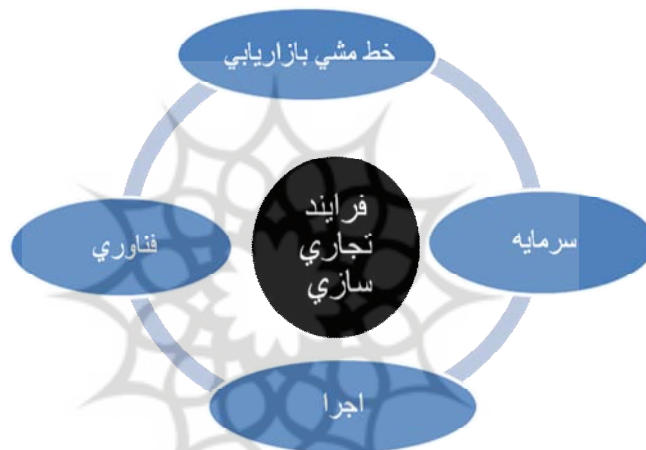 خط مشي بازاريابي
فرايند
تجاري
سازي
سرمايه
فناوري
اجرا